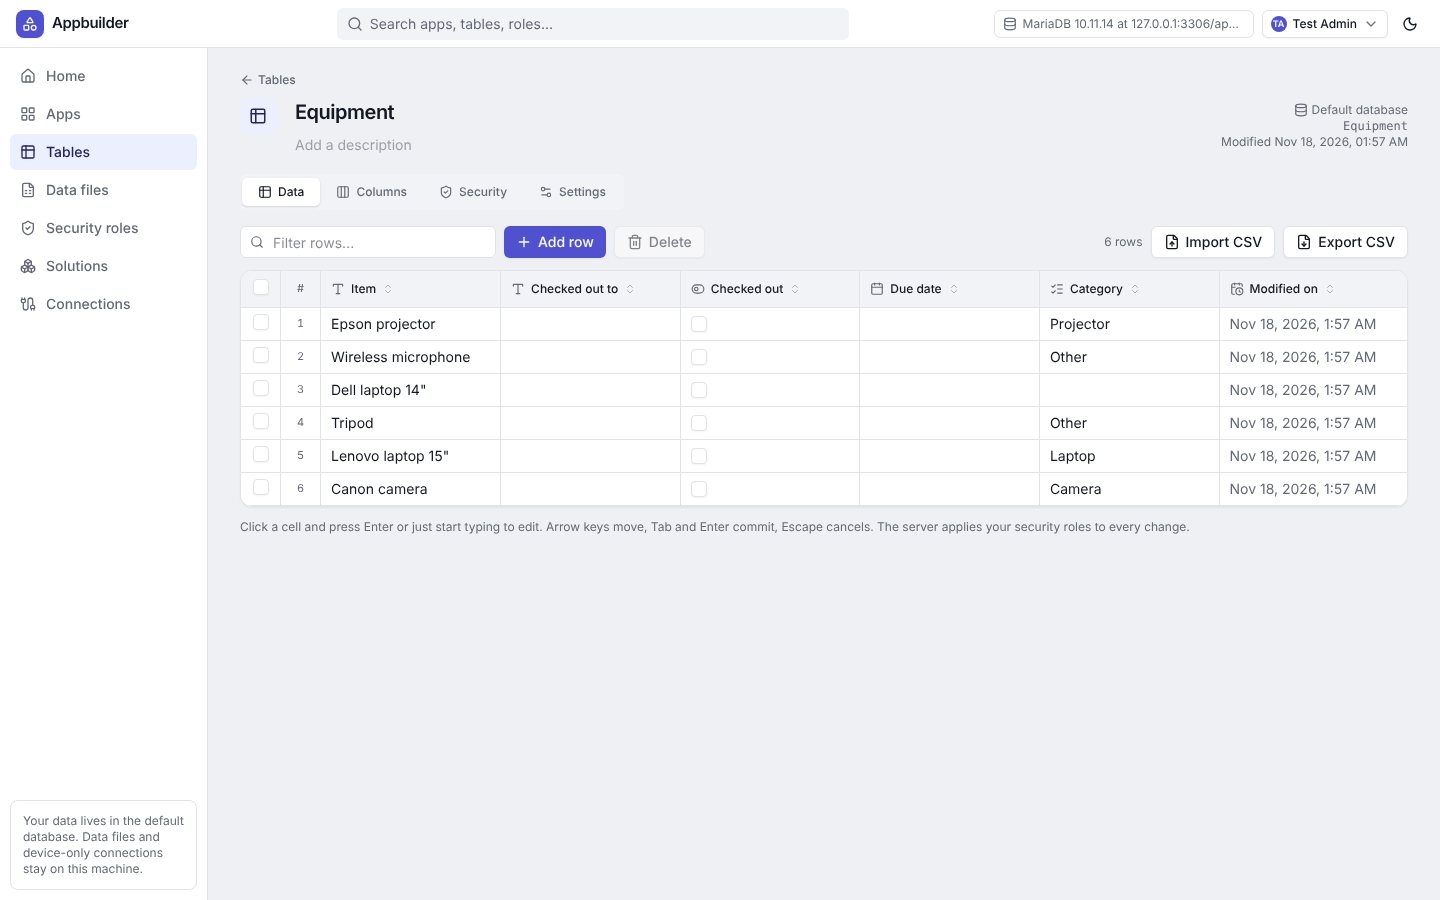 Appbuilder
Search apps, tables, roles...
MariaDB 10.11.14 at 127.0.0.1:3306/ap...
TA Test Admin
Home
Apps
Tables
Data files
Security roles
Solutions
Connections
Your data lives in the default
database. Data files and
device-only connections
stay on this machine.
Tables
Equipment
Add a description
Default database
Equipment
Modified Nov 18, 2026, 01:57 AM
Data Columns Security Settings
Filter rows... Add row Delete 6 rows Import CSV Export CSV
# Item Checked out to Checked out Due date Category Modified on
1 Epson projector Projector Nov 18, 2026, 1:57 AM
2 Wireless microphone Other Nov 18, 2026, 1:57 AM
3 Dell laptop 14" Nov 18, 2026, 1:57 AM
4 Tripod Other Nov 18, 2026, 1:57 AM
5 Lenovo laptop 15" Laptop Nov 18, 2026, 1:57 AM
6 Canon camera Camera Nov 18, 2026, 1:57 AM
Click a cell and press Enter or just start typing to edit. Arrow keys move, Tab and Enter commit, Escape cancels. The server applies your security roles to every change.